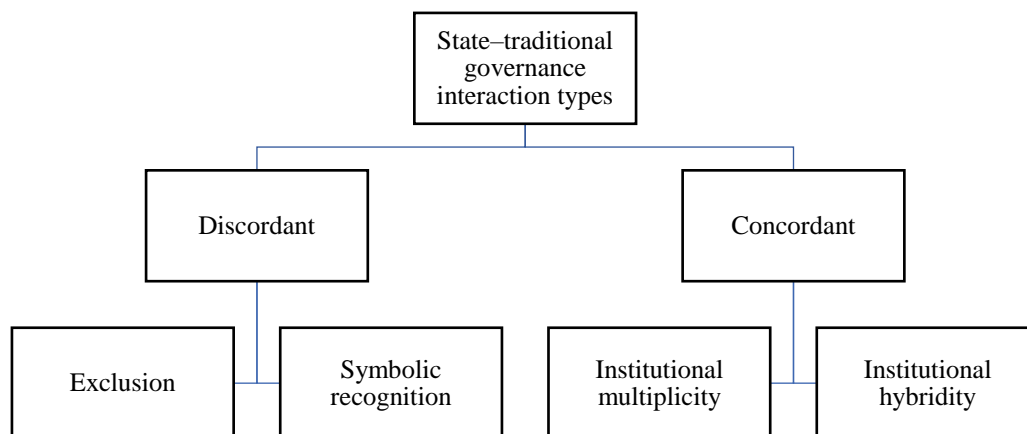 State–traditional
governance
interaction types
Discordant
Concordant
Exclusion
Symbolic
recognition
Institutional
multiplicity
Institutional
hybridity